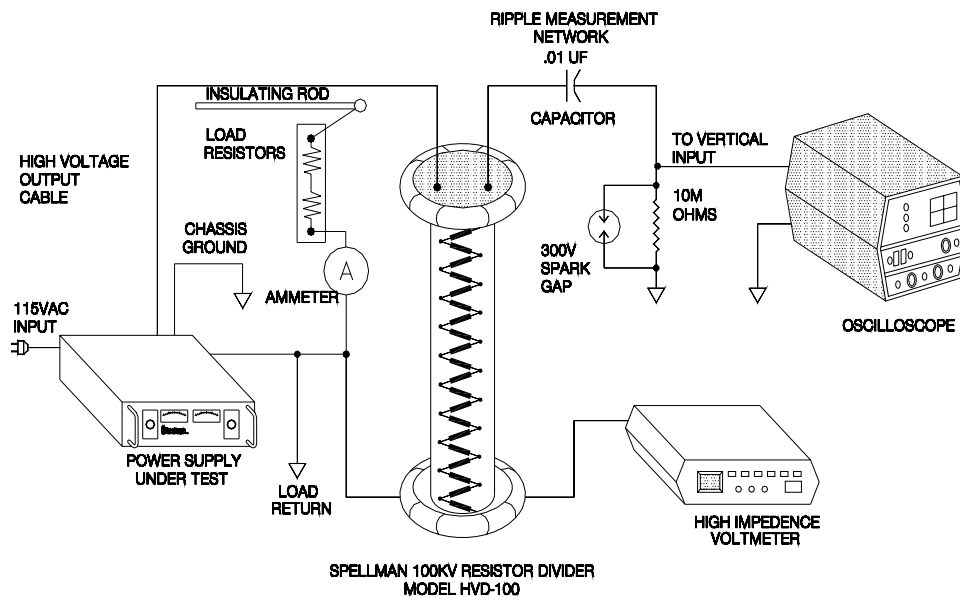 RIPPLE MEASUREMENT
NETWORK
.01 UF
CAPACITOR
INSULATING ROD
LOAD
RESISTORS
HIGH VOLTAGE
OUTPUT
CABLE
TO VERTICAL
INPUT
10M
OHMS
CHASSIS
GROUND
300V
SPARK
GAP
A
AMMETER
115VAC
INPUT
OSCILLOSCOPE
POWER SUPPLY
UNDER TEST
LOAD
RETURN
HIGH IMPEDENCE
VOLTMETER
SPELLMAN 100KV RESISTOR DIVIDER
MODEL HVD-100